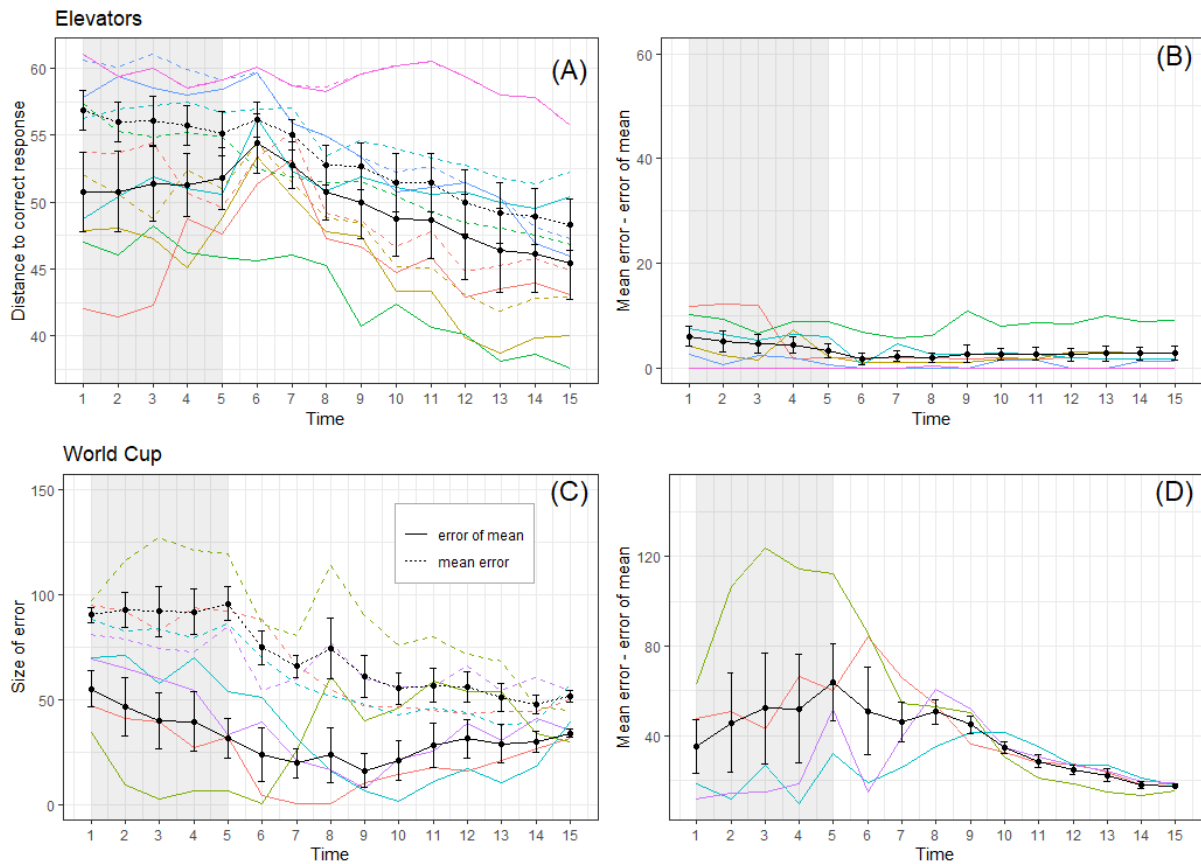 Elevators
(A)
Distance to correct response
60
55
50
45
40
1 2 3 4 5 6 7 8 9 10 11 12 13 14 15
Time
(B)
Mean error - error of mean
60
40
20
0
1 2 3 4 5 6 7 8 9 10 11 12 13 14 15
Time
World Cup
(C)
Size of error
150
100
50
0
error of mean
mean error
1 2 3 4 5 6 7 8 9 10 11 12 13 14 15
Time
(D)
Mean error - error of mean
120
80
40
1 2 3 4 5 6 7 8 9 10 11 12 13 14 15
Time